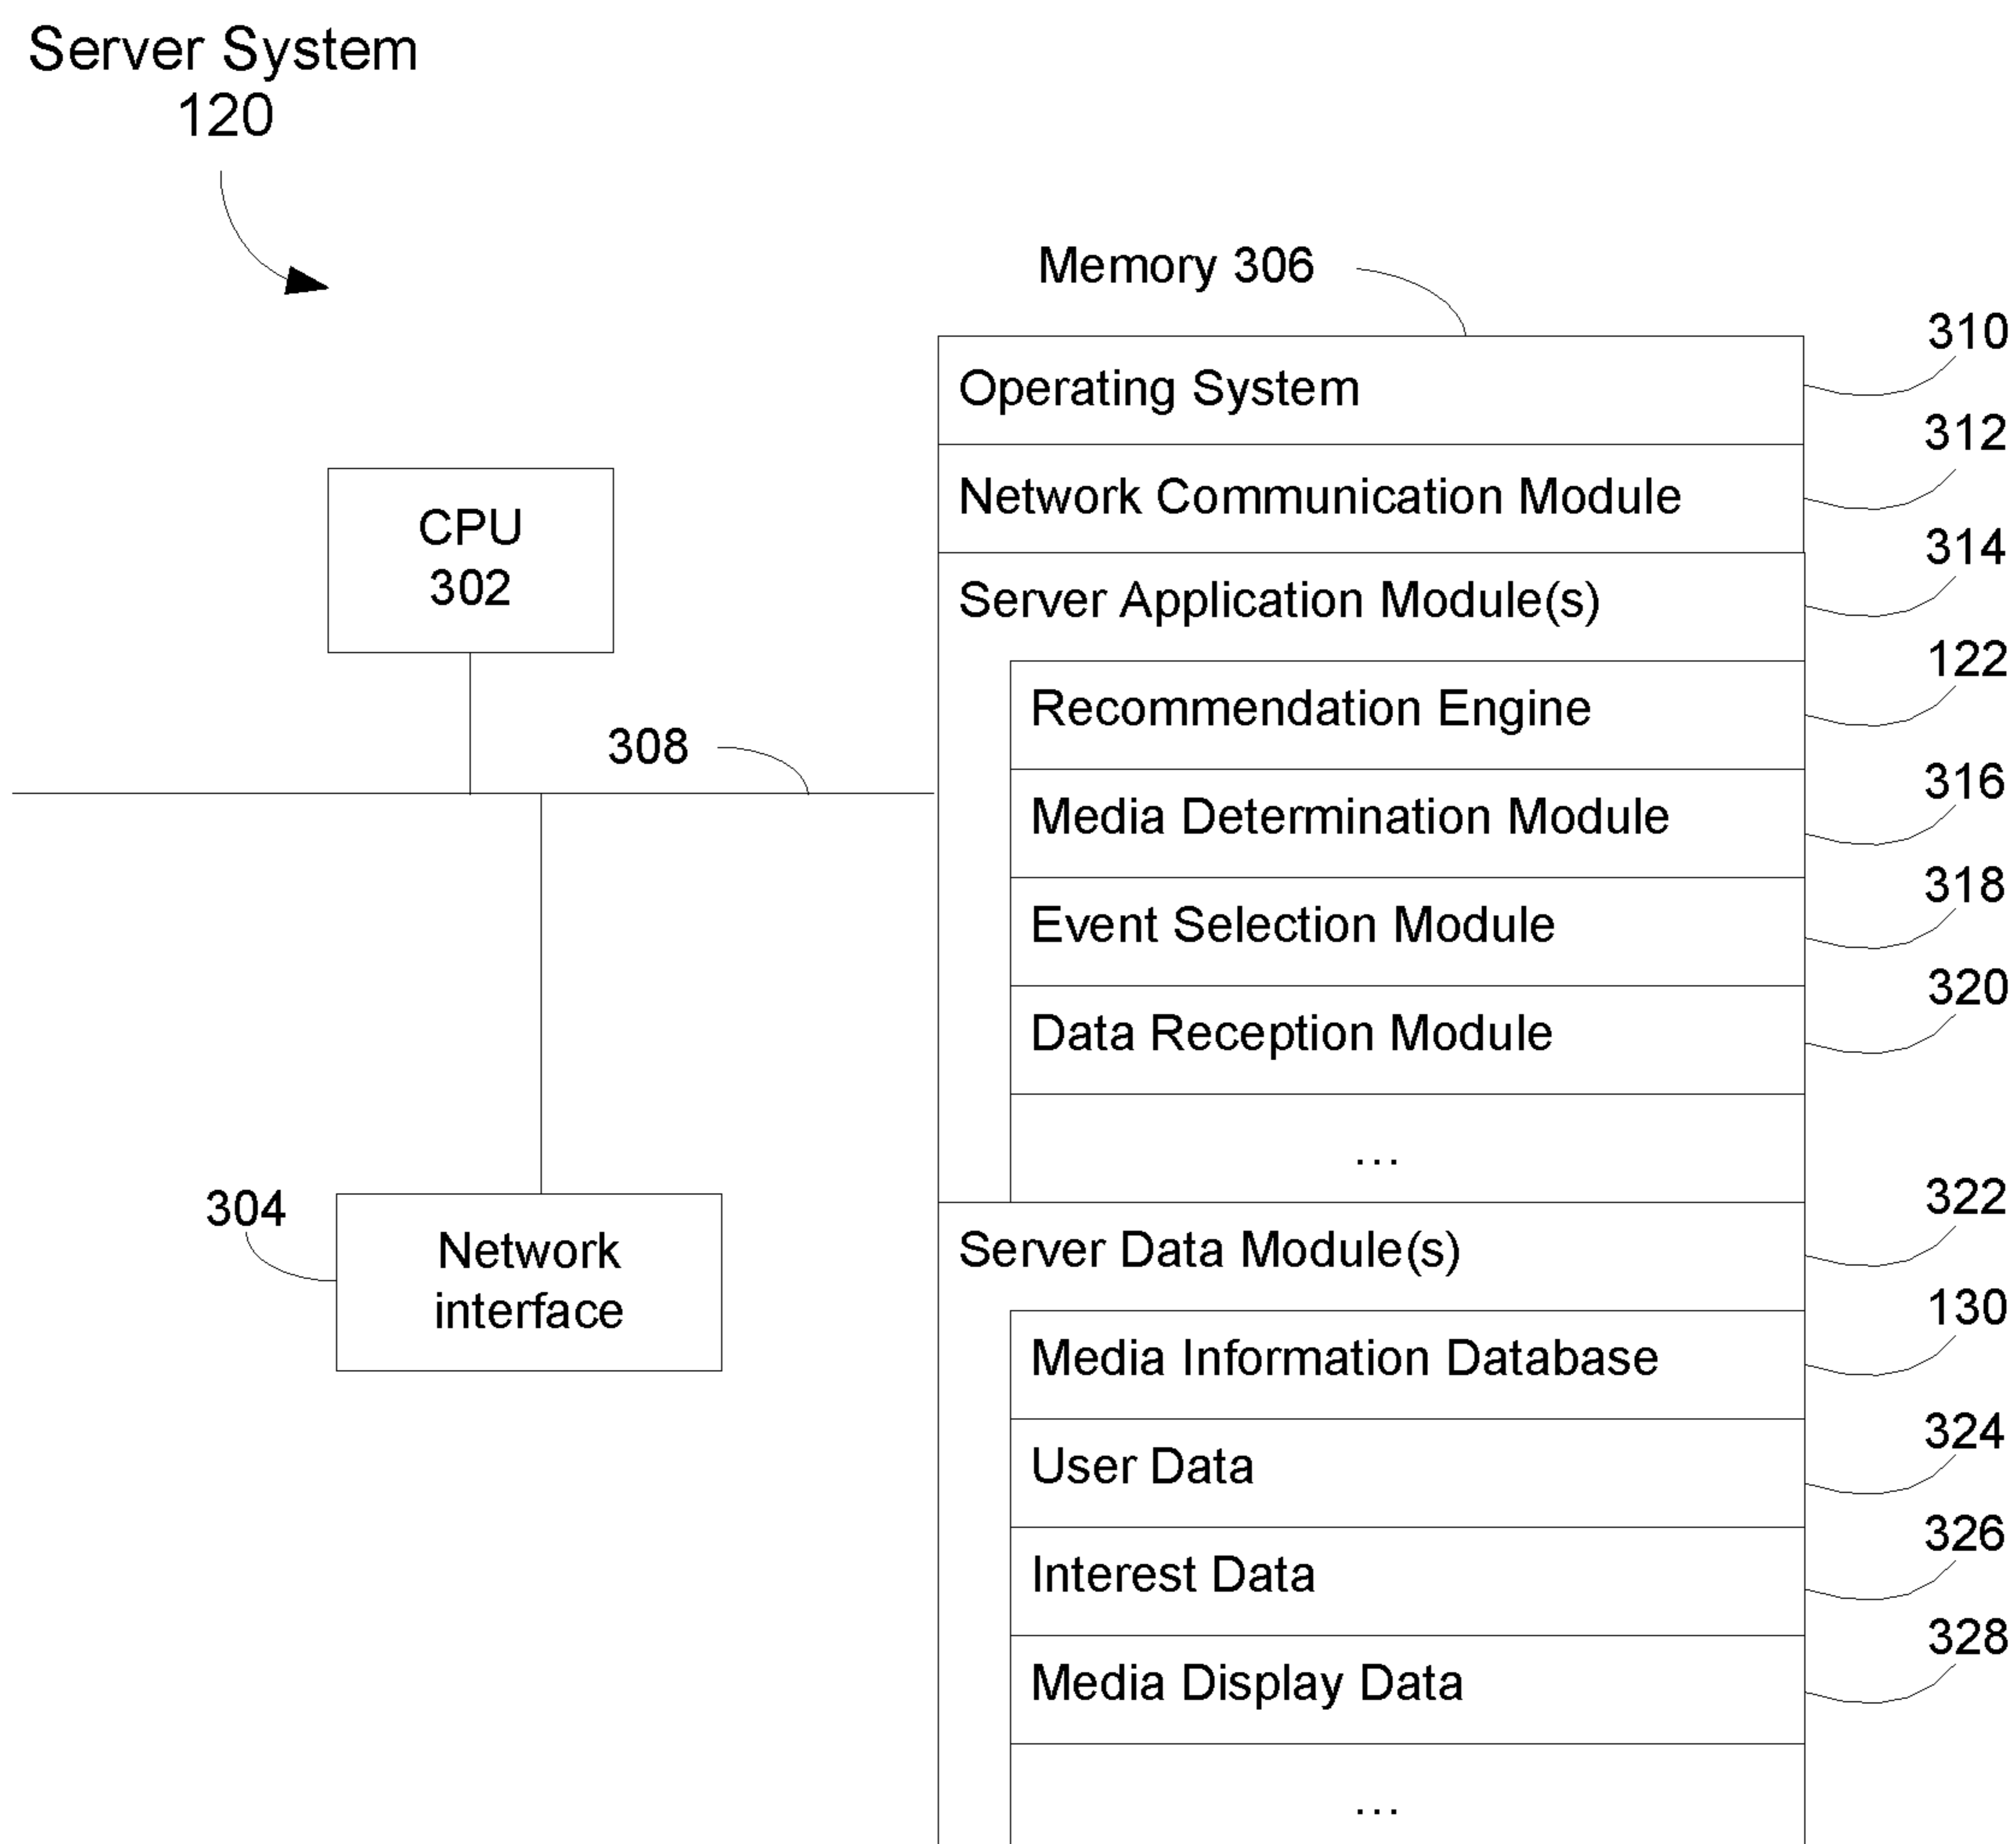 Server System
120
Memory 306
310
Operating System
312
Network Communication Module
314
Server Application Module(s)
122
Recommendation Engine
316
Media Determination Module
318
Event Selection Module
320
Data Reception Module
...
322
Server Data Module(s)
130
Media Information Database
324
User Data
326
Interest Data
328
Media Display Data
...
CPU
302
308
304
Network
interface